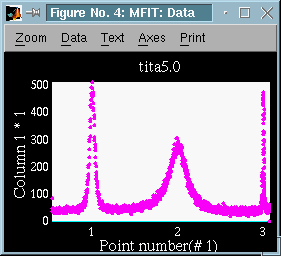 Figure No. 4: MFIT: Data
Zoom Data Text Axes Print
tita5.0
Column 1 * 1
500
400
300
200
100
0
1 2 3
Point number(# 1)